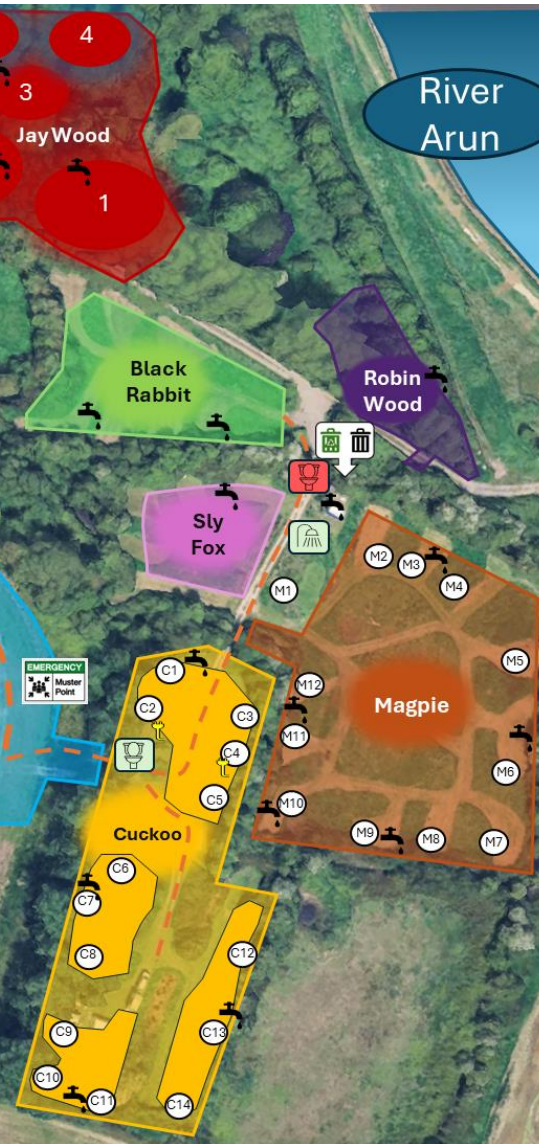 4
3
River
Arun
Jay Wood
1
Black
Rabbit
Robin
Wood
Sly
Fox
M2
M3
M4
M1
M5
EMERGENCY
Muster
Point
C1
M12
C2
C3
Magpie
M11
C4
M6
C5
M10
Cuckoo
M9
M8
M7
C6
C7
C8
C12
C9
C13
C10
C11
C14